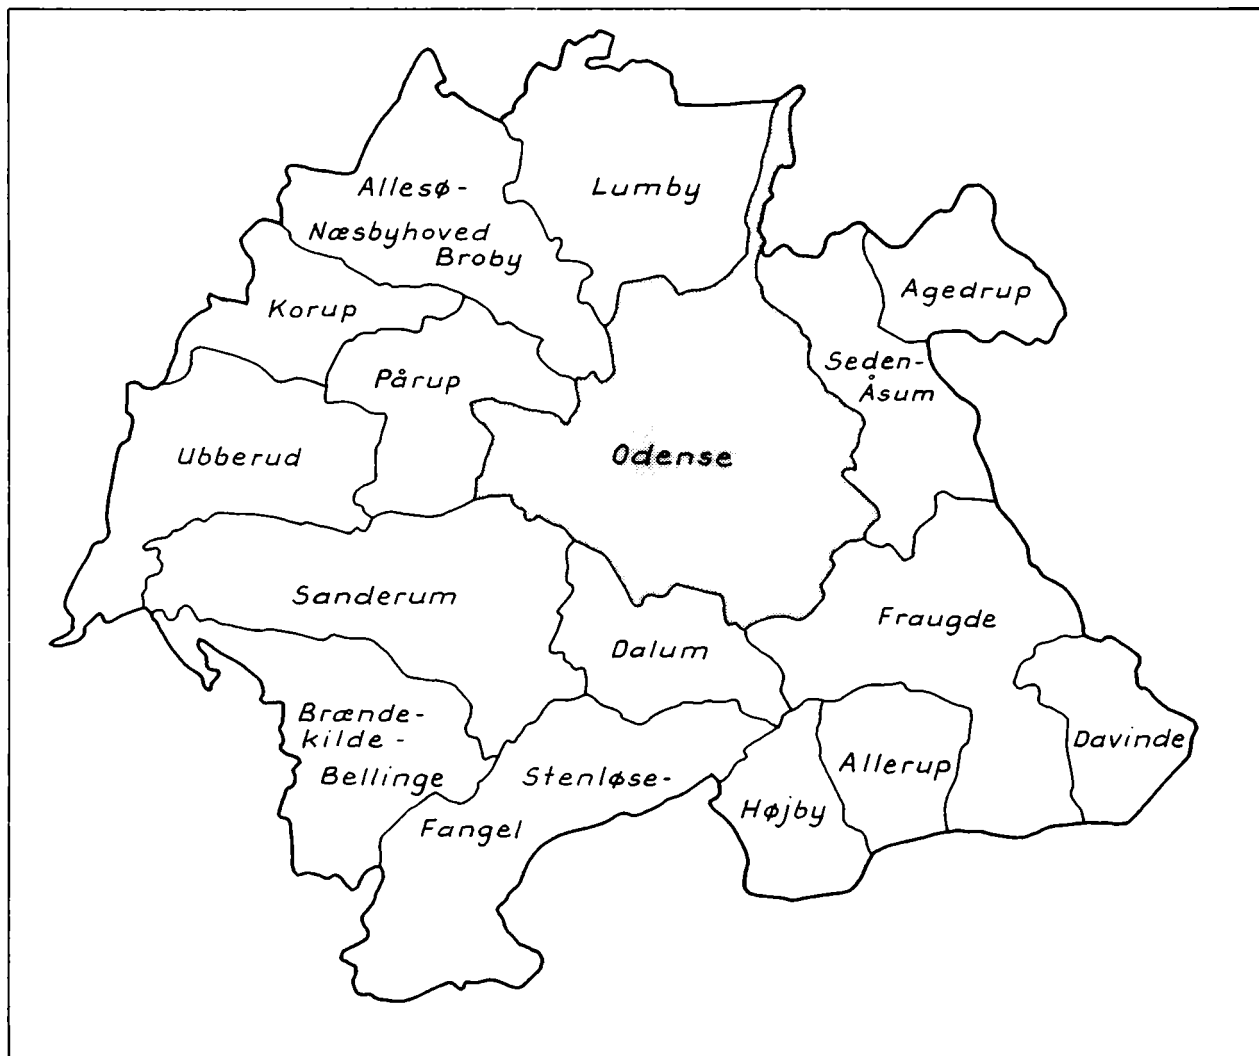 Allesø-
Næsbyhoved
Broby
Lumby
Agedrup
Korup
Pårup
Seden-
Åsum
Ubberud
Odense
Sanderum
Dalum
Fraugde
Brænde-
kilde-
Bellinge
Stenløse-
Fangel
Højby
Allerup
Davinde